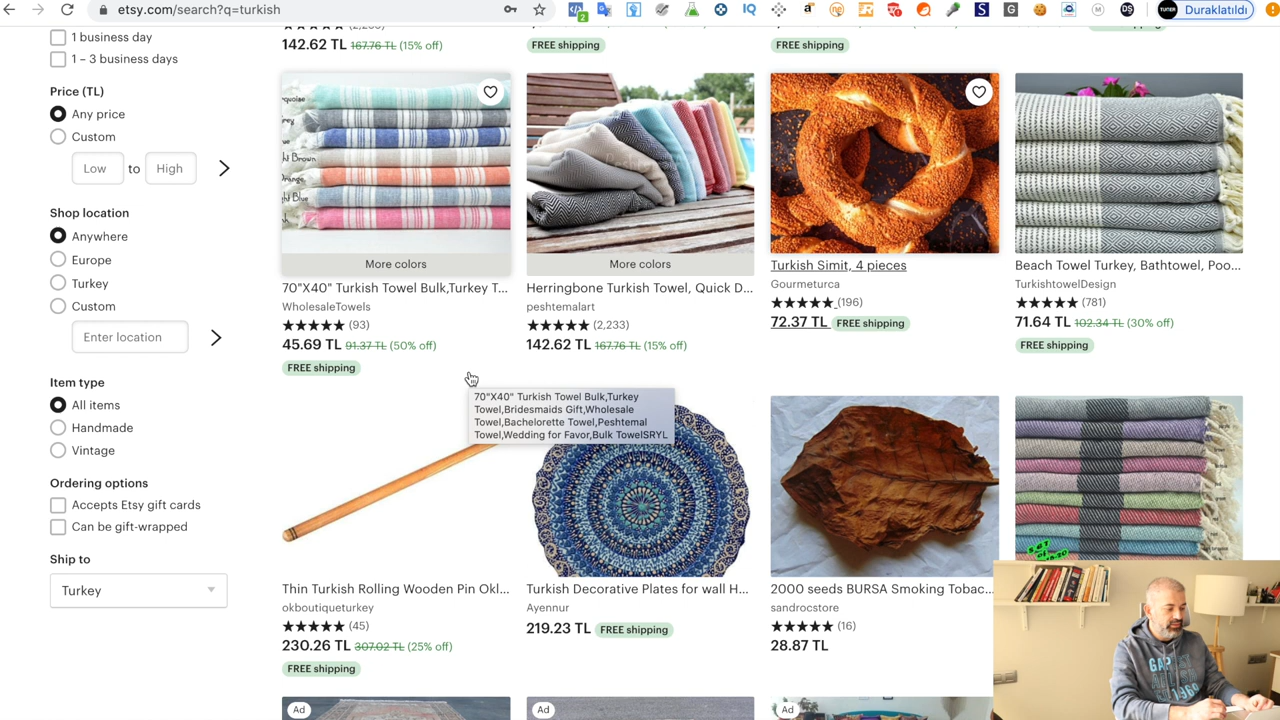 etsy.com/search?q=turkish
Duraklatıldı
1 business day
1 – 3 business days
Price (TL)
Any price
Custom
Low to High
Shop location
Anywhere
Europe
Turkey
Custom
Enter location
Item type
All items
Handmade
Vintage
Ordering options
Accepts Etsy gift cards
Can be gift-wrapped
Ship to
Turkey
142.62 TL 167.76 TL (15% off)
FREE shipping
FREE shipping
More colors
70"X40" Turkish Towel Bulk,Turkey T...
WholesaleTowels
(93)
45.69 TL 91.37 TL (50% off)
FREE shipping
More colors
Herringbone Turkish Towel, Quick D...
peshtemalart
(2,233)
142.62 TL 167.76 TL (15% off)
Turkish Simit, 4 pieces
Gourmeturca
(196)
72.37 TL FREE shipping
Beach Towel Turkey, Bathtowel, Poo...
TurkishtowelDesign
(781)
71.64 TL 102.34 TL (30% off)
FREE shipping
70"X40" Turkish Towel Bulk,Turkey
Towel,Bridesmaids Gift,Wholesale
Towel,Bachelorette Towel,Peshtemal
Towel,Wedding for Favor,Bulk TowelSRYL
Thin Turkish Rolling Wooden Pin Okl...
okboutiqueturkey
(45)
230.26 TL 307.02 TL (25% off)
FREE shipping
Turkish Decorative Plates for wall H...
Ayennur
219.23 TL FREE shipping
2000 seeds BURSA Smoking Tobac...
sandrocstore
(16)
28.87 TL
Ad
Ad
Ad